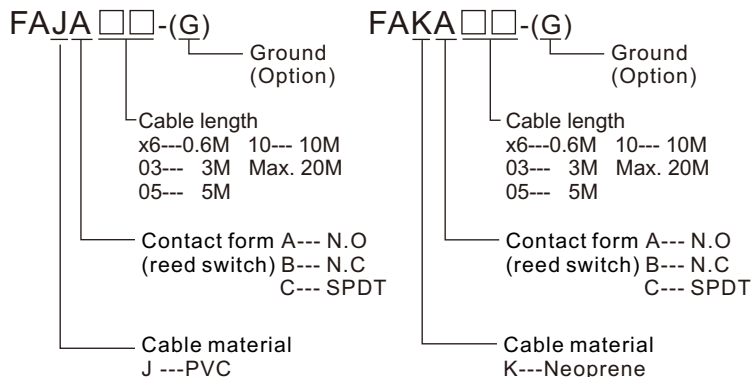 FAJA □□-(G)
Ground
(Option)
Cable length
x6---0.6M 10--- 10M
03--- 3M Max. 20M
05--- 5M
Contact form A--- N.O
(reed switch) B--- N.C
C--- SPDT
Cable material
J ---PVC
FAKA □□-(G)
Ground
(Option)
Cable length
x6---0.6M 10--- 10M
03--- 3M Max. 20M
05--- 5M
Contact form A--- N.O
(reed switch) B--- N.C
C--- SPDT
Cable material
K---Neoprene